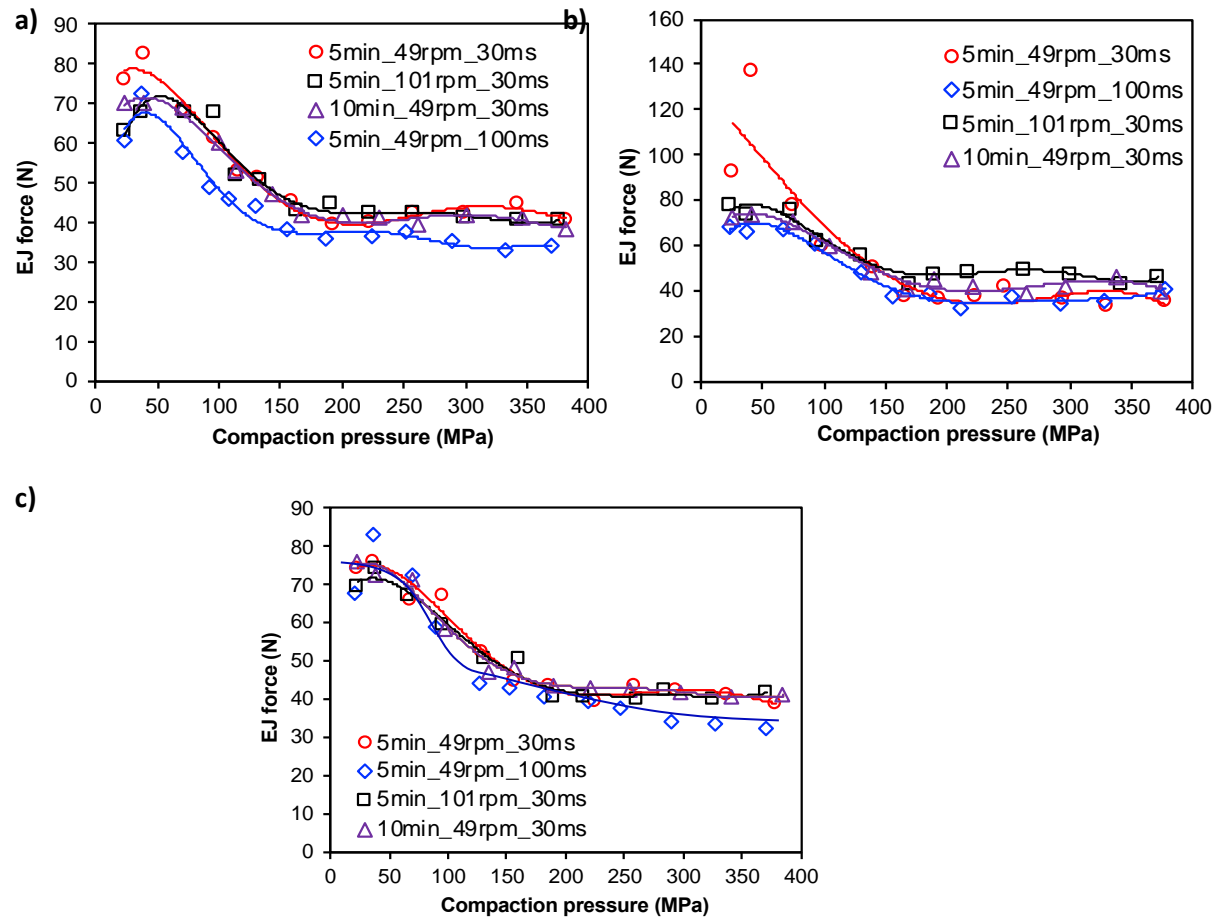 a)
EJ force (N)
90
80
70
60
50
40
30
20
10
0
5min_49rpm_30ms
5min_101rpm_30ms
10min_49rpm_30ms
5min_49rpm_100ms
0 50 100 150 200 250 300 350 400
Compaction pressure (MPa)
b)
EJ force (N)
160
140
120
100
80
60
40
20
0
5min_49rpm_30ms
5min_49rpm_100ms
5min_101rpm_30ms
10min_49rpm_30ms
0 50 100 150 200 250 300 350 400
Compaction pressure (MPa)
c)
EJ force (N)
90
80
70
60
50
40
30
20
10
0
5min_49rpm_30ms
5min_49rpm_100ms
5min_101rpm_30ms
10min_49rpm_30ms
0 50 100 150 200 250 300 350 400
Compaction pressure (MPa)